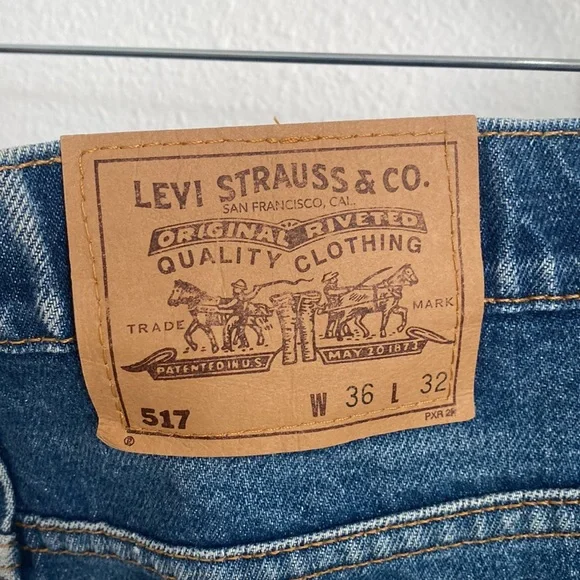 LEVI STRAUSS & CO.
SAN FRANCISCO, CAL.
ORIGINAL RIVETED
QUALITY CLOTHING
TRADE MARK
PATENTED IN U.S. MAY 20 1873
517 W 36 L 32